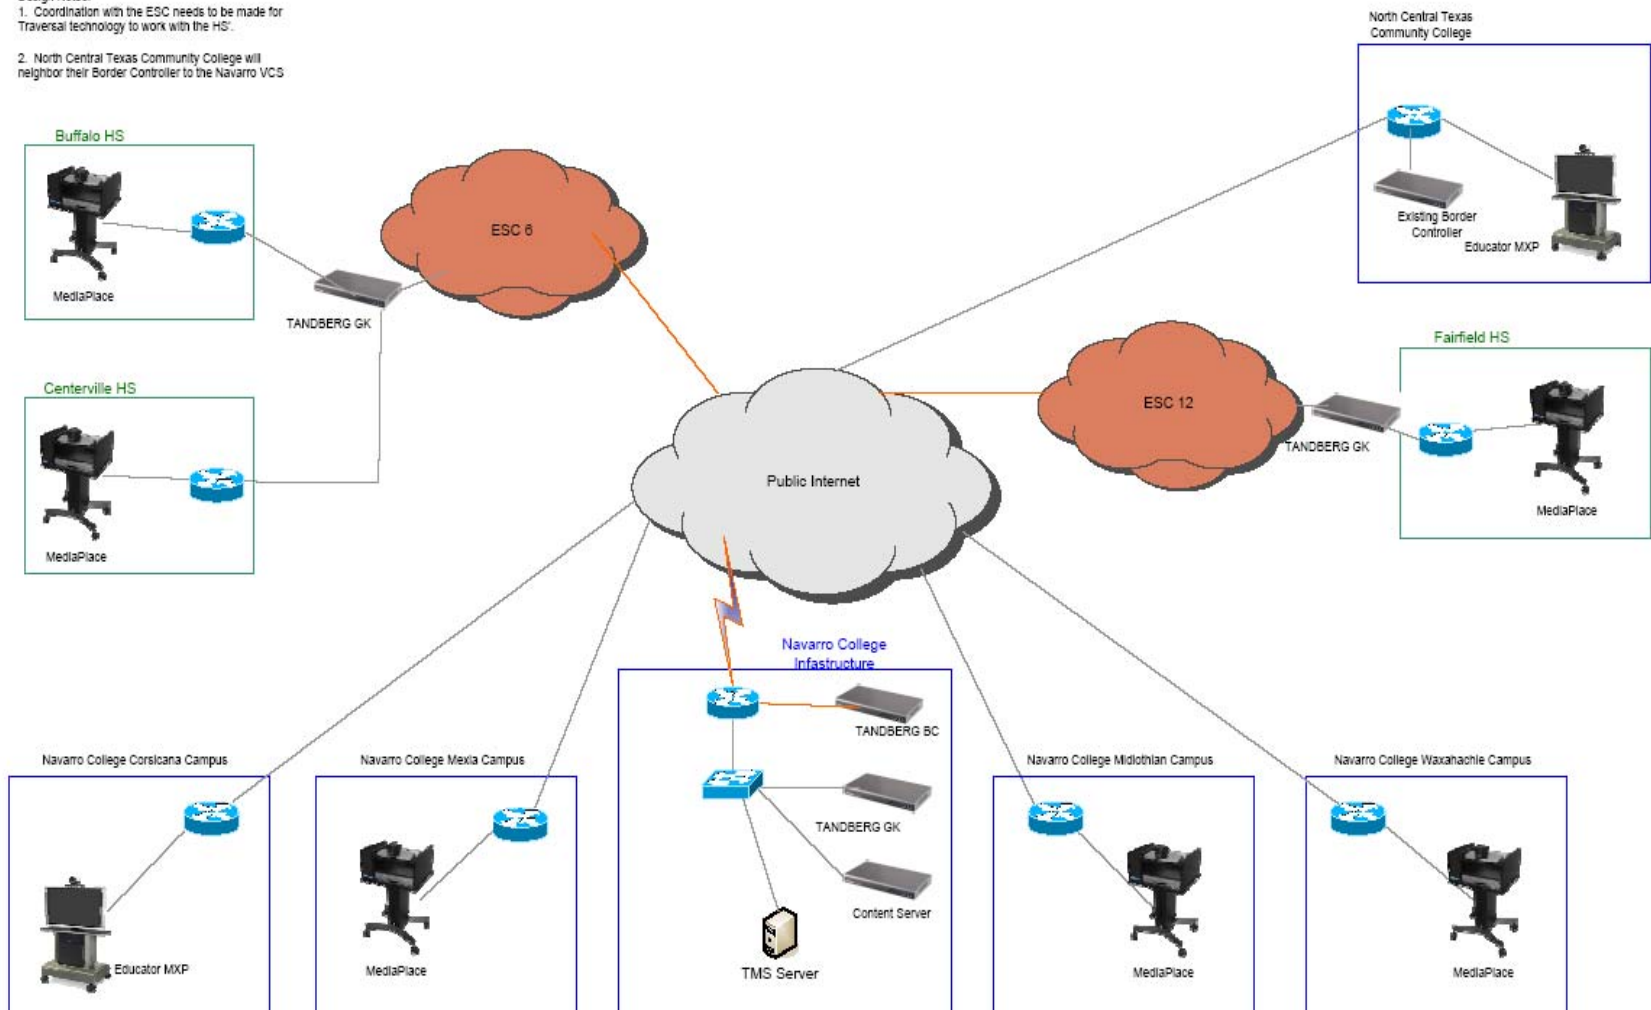 1. Coordination with the ESC needs to be made for
Traversal technology to work with the HS'.
2. North Central Texas Community College will
neighbor their Border Controller to the Navarro VCS
North Central Texas
Community College
Existing Border
Controller
Educator MXP
Buffalo HS
MediaPlace
TANDBERG GK
ESC 6
Centerville HS
MediaPlace
Public Internet
ESC 12
TANDBERG GK
Fairfield HS
MediaPlace
Navarro College
Infastructure
TANDBERG BC
TANDBERG GK
Content Server
TMS Server
Navarro College Corsicana Campus
Educator MXP
Navarro College Mexia Campus
MediaPlace
Navarro College Midlothian Campus
MediaPlace
Navarro College Waxahachie Campus
MediaPlace